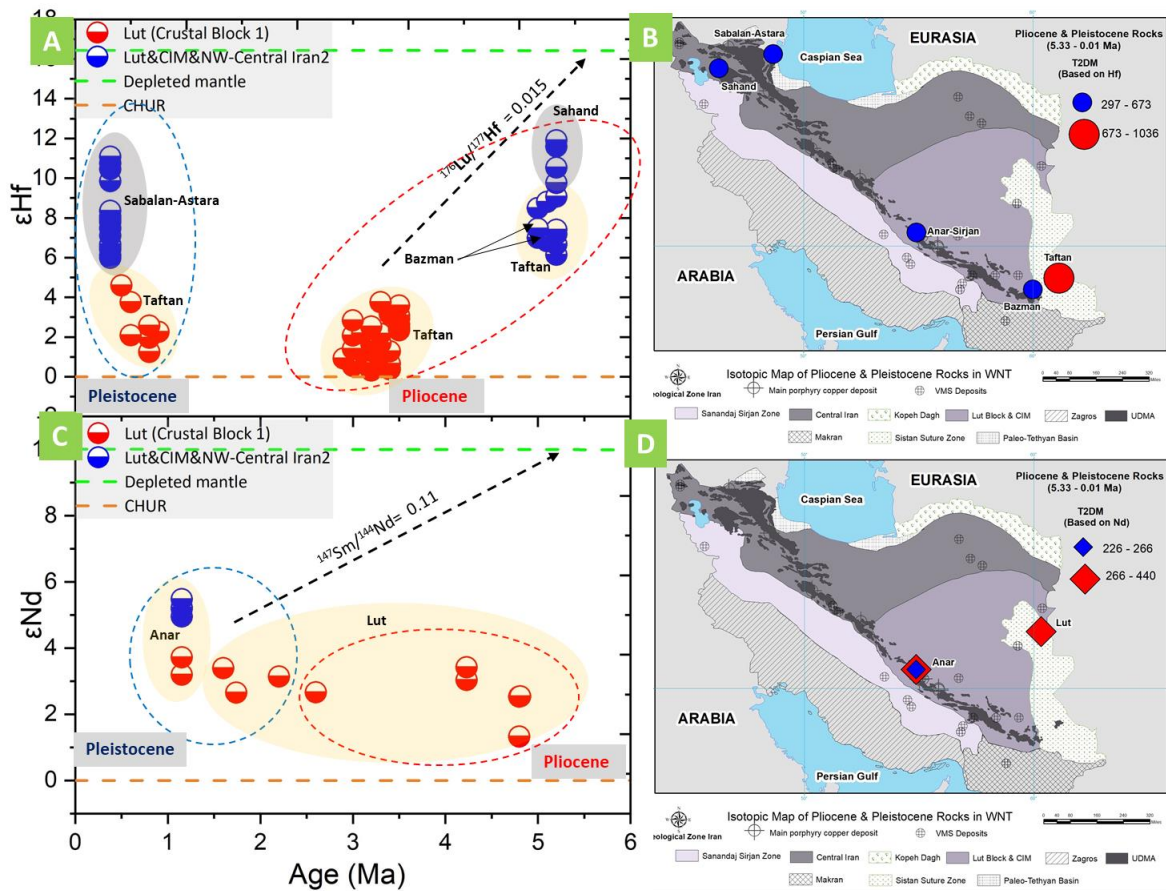 A
Lut (Crustal Block 1)
Lut&CIM&NW-Central Iran2
Depleted mantle
CHUR
18
16
14
12
10
8
6
4
2
0
εHf
Sahand
¹⁷⁶Lu/¹⁷⁷Hf = 0.015
Sabalan-Astara
Bazman
Taftan
Taftan
Taftan
Pleistocene
Pliocene
B
Sabalan-Astara
Caspian Sea
EURASIA
Pliocene & Pleistocene Rocks
(5.33 - 0.01 Ma)
T2DM
(Based on Hf)
297 - 673
673 - 1036
Sahand
Anar-Sirjan
Taftan
Bazman
ARABIA
Persian Gulf
eological Zone Iran
Isotopic Map of Pliocene & Pleistocene Rocks in WNT
Main porphyry copper deposit
VMS Deposits
Sanandaj Sirjan Zone
Central Iran
Kopeh Dagh
Lut Block & CIM
Zagros
UDMA
Makran
Sistan Suture Zone
Paleo-Tethyan Basin
C
Lut (Crustal Block 1)
Lut&CIM&NW-Central Iran2
Depleted mantle
CHUR
8
6
4
2
0
εNd
¹⁴⁷Sm/¹⁴⁴Nd= 0.11
Anar
Lut
Pleistocene
Pliocene
0 1 2 3 4 5 6
Age (Ma)
D
Caspian Sea
EURASIA
Pliocene & Pleistocene Rocks
(5.33 - 0.01 Ma)
T2DM
(Based on Nd)
226 - 266
266 - 440
Lut
Anar
ARABIA
Persian Gulf
eological Zone Iran
Isotopic Map of Pliocene & Pleistocene Rocks in WNT
Main porphyry copper deposit
VMS Deposits
Sanandaj Sirjan Zone
Central Iran
Kopeh Dagh
Lut Block & CIM
Zagros
UDMA
Makran
Sistan Suture Zone
Paleo-Tethyan Basin